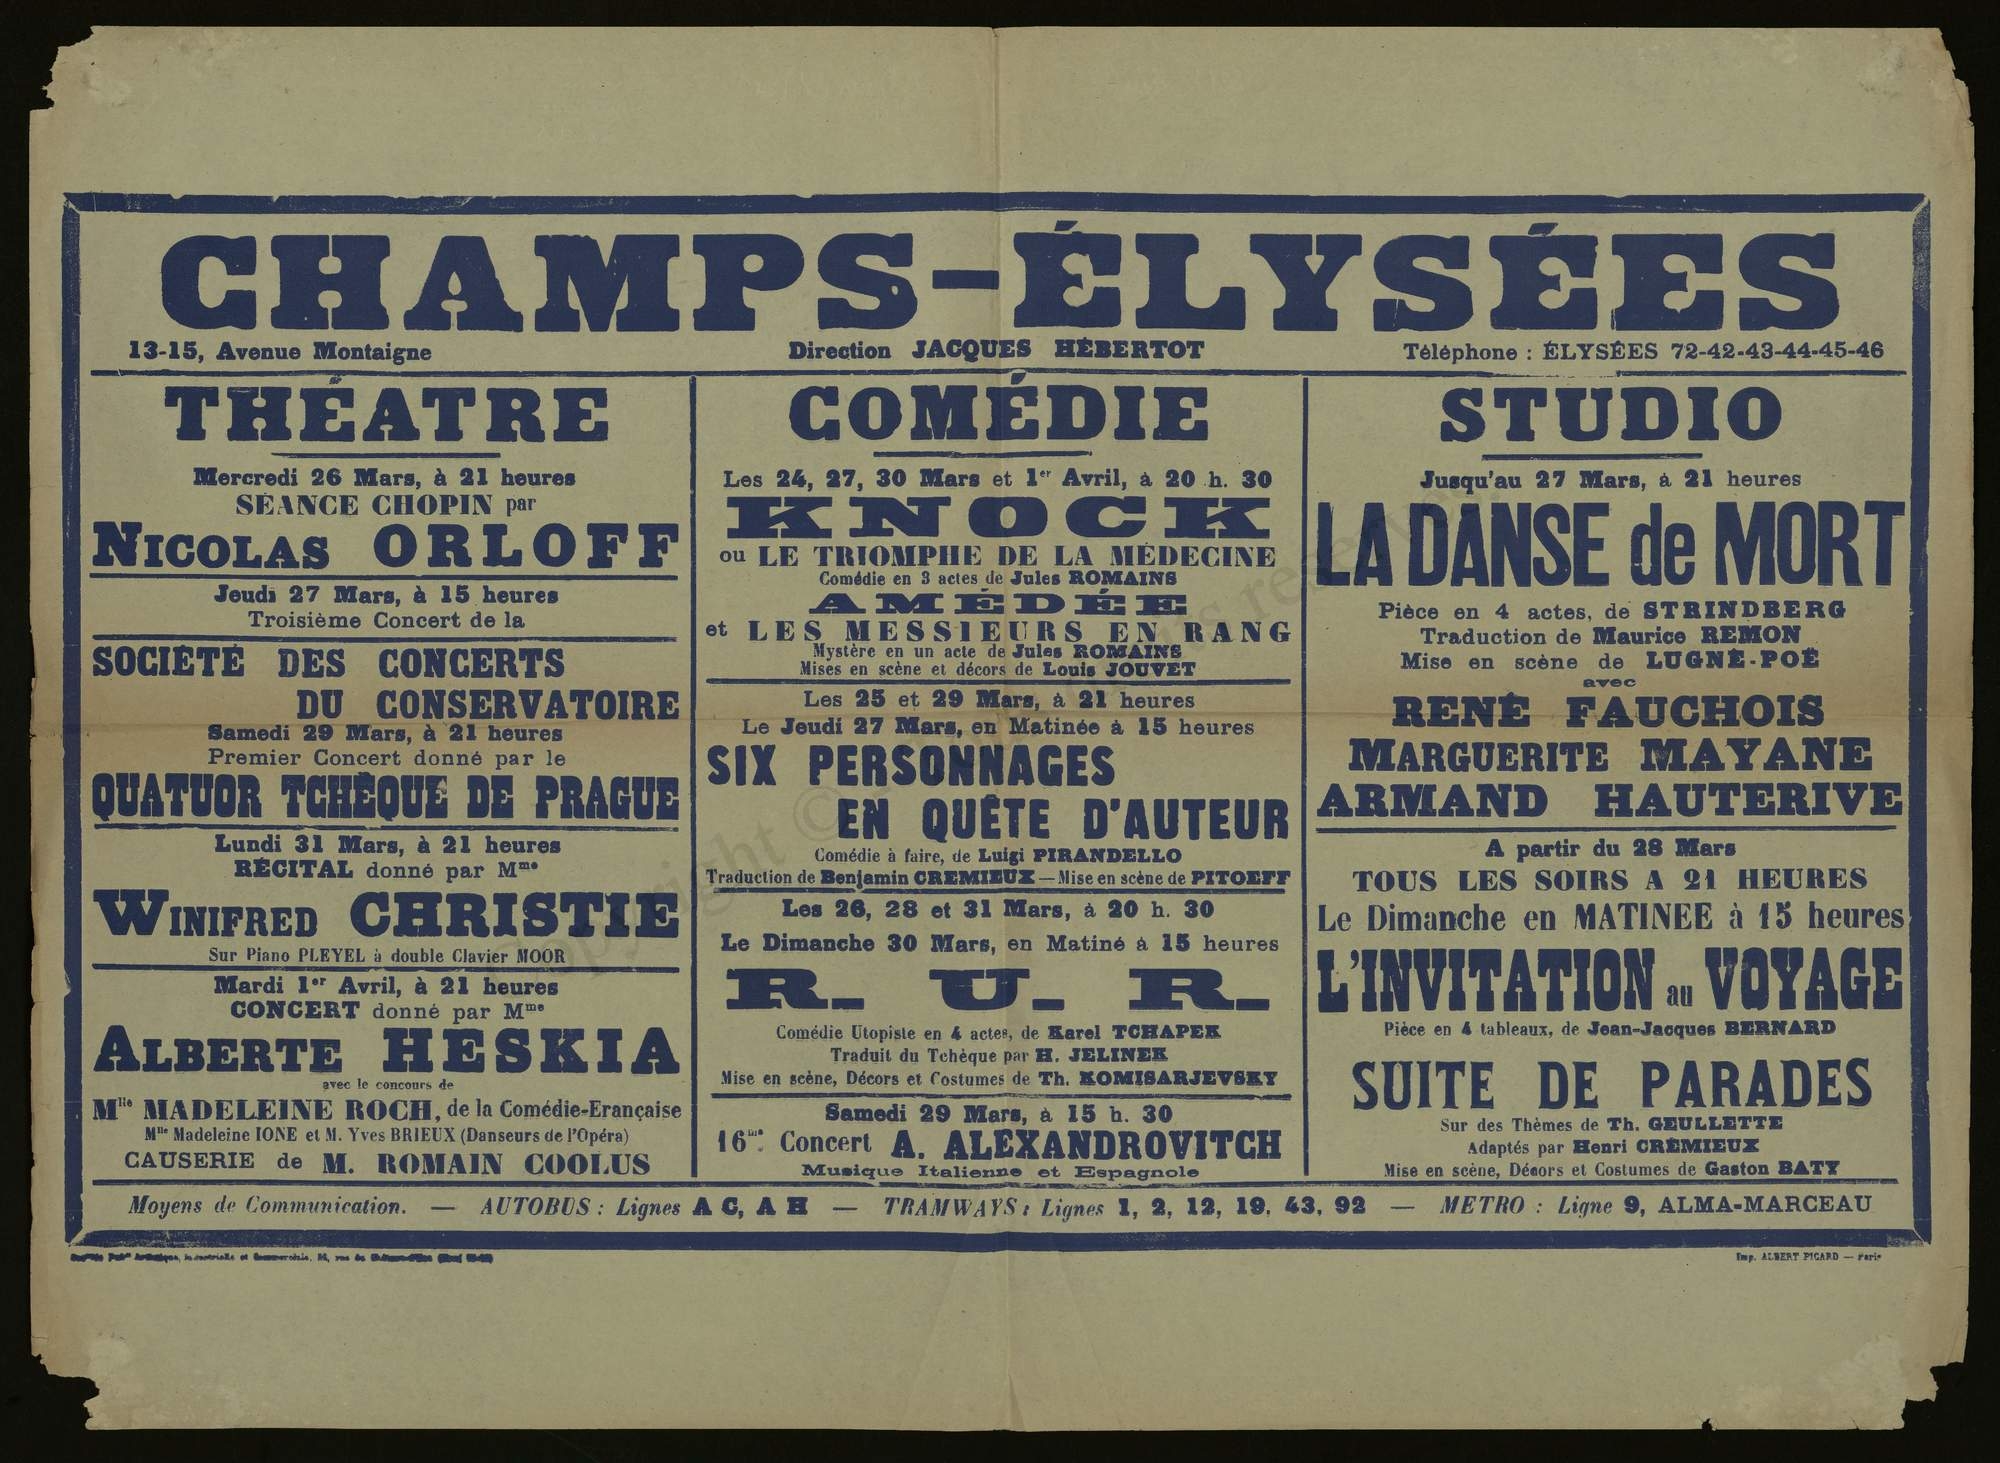 CHAMPS-ÉLYSÉES
13-15, Avenue Montaigne
Direction JACQUES HÉBERTOT
Téléphone : ÉLYSÉES 72-42-43-44-45-46
THÉATRE
Mercredi 26 Mars, à 21 heures
SÉANCE CHOPIN par
NICOLAS ORLOFF
Jeudi 27 Mars, à 15 heures
Troisième Concert de la
SOCIÉTÉ DES CONCERTS
DU CONSERVATOIRE
Samedi 29 Mars, à 21 heures
Premier Concert donné par le
QUATUOR TCHÈQUE DE PRAGUE
Lundi 31 Mars, à 21 heures
RÉCITAL donné par Mme
WINIFRED CHRISTIE
Sur Piano PLEYEL à double Clavier MOOR
Mardi 1er Avril, à 21 heures
CONCERT donné par Mme
ALBERTE HESKIA
avec le concours de
Mlle MADELEINE ROCH, de la Comédie-Erançaise
Mlle Madeleine IONE et M. Yves BRIEUX (Danseurs de l'Opéra)
CAUSERIE de M. ROMAIN COOLUS
COMÉDIE
Les 24, 27, 30 Mars et 1er Avril, à 20 h. 30
KNOCK
ou LE TRIOMPHE DE LA MÉDECINE
Comédie en 3 actes de Jules ROMAINS
AMÉDÉE
et LES MESSIEURS EN RANG
Mystère en un acte de Jules ROMAINS
Mises en scène et décors de Louis JOUVET
Les 25 et 29 Mars, à 21 heures
Le Jeudi 27 Mars, en Matinée à 15 heures
SIX PERSONNAGES
EN QUÊTE D'AUTEUR
Comédie à faire, de Luigi PIRANDELLO
Traduction de Benjamin CREMIEUX — Mise en scène de PITOEFF
Les 26, 28 et 31 Mars, à 20 h. 30
Le Dimanche 30 Mars, en Matiné à 15 heures
R. U. R.
Comédie Utopiste en 4 actes, de Karel TCHAPEK
Traduit du Tchèque par H. JELINEK
Mise en scène, Décors et Costumes de Th. KOMISARJEVSKY
Samedi 29 Mars, à 15 h. 30
16me Concert A. ALEXANDROVITCH
Musique Italienne et Espagnole
STUDIO
Jusqu'au 27 Mars, à 21 heures
LA DANSE de MORT
Pièce en 4 actes, de STRINDBERG
Traduction de Maurice REMON
Mise en scène de LUGNÉ-POË
avec
RENÉ FAUCHOIS
MARGUERITE MAYANE
ARMAND HAUTERIVE
A partir du 28 Mars
TOUS LES SOIRS A 21 HEURES
Le Dimanche en MATINEE à 15 heures
L'INVITATION au VOYAGE
Pièce en 4 tableaux, de Jean-Jacques BERNARD
SUITE DE PARADES
Sur des Thèmes de Th. GEULLETTE
Adaptés par Henri CRÉMIEUX
Mise en scène, Décors et Costumes de Gaston BATY
Moyens de Communication. — AUTOBUS : Lignes A C, A H — TRAMWAYS : Lignes 1, 2, 12, 19, 43, 92 — METRO : Ligne 9, ALMA-MARCEAU
Artistique, Industrielle et Commerciale, rue de
Imp. ALBERT PICARD — Paris
Copyright © - droits réservés